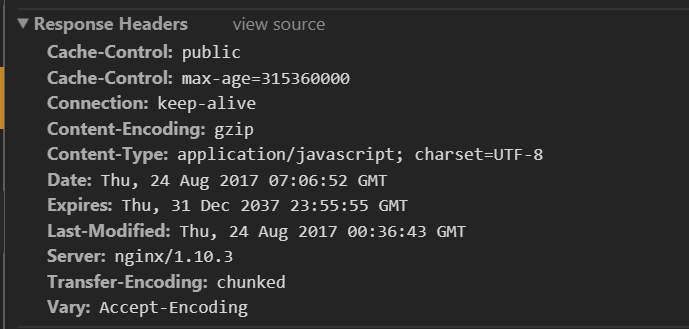 Response Headers view source
Cache-Control: public
Cache-Control: max-age=315360000
Connection: keep-alive
Content-Encoding: gzip
Content-Type: application/javascript; charset=UTF-8
Date: Thu, 24 Aug 2017 07:06:52 GMT
Expires: Thu, 31 Dec 2037 23:55:55 GMT
Last-Modified: Thu, 24 Aug 2017 00:36:43 GMT
Server: nginx/1.10.3
Transfer-Encoding: chunked
Vary: Accept-Encoding